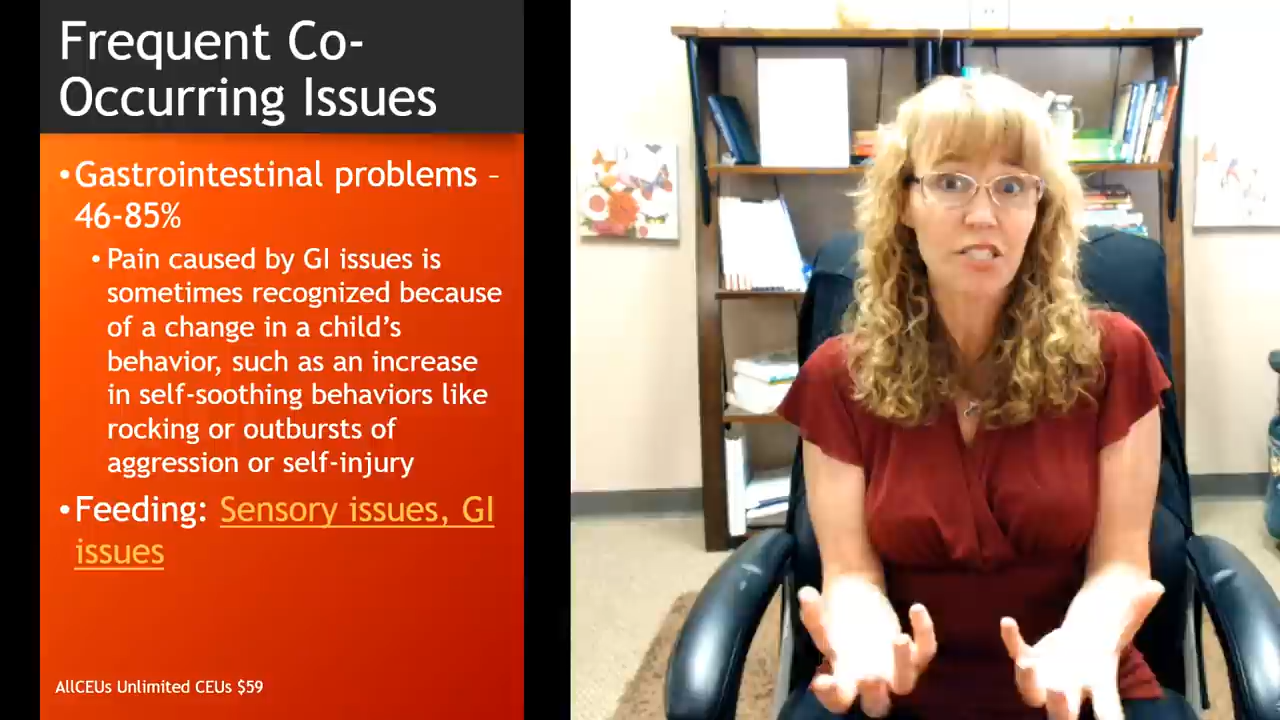 Frequent Co-
Occurring Issues
•Gastrointestinal problems –
46-85%
• Pain caused by GI issues is
sometimes recognized because
of a change in a child's
behavior, such as an increase
in self-soothing behaviors like
rocking or outbursts of
aggression or self-injury
•Feeding: Sensory issues, GI
issues
AllCEUs Unlimited CEUs $59